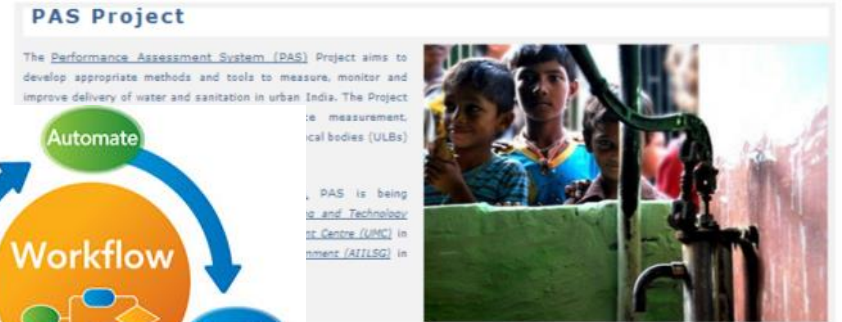 PAS Project
The Performance Assessment System (PAS) Project aims to
develop appropriate methods and tools to measure, monitor and
improve delivery of water and sanitation in urban India. The Project
measurement,
cal bodies (ULBs)
, PAS is being
and Technology
Centre (UMC) in
nment (AIILSG) in
Automate
Workflow